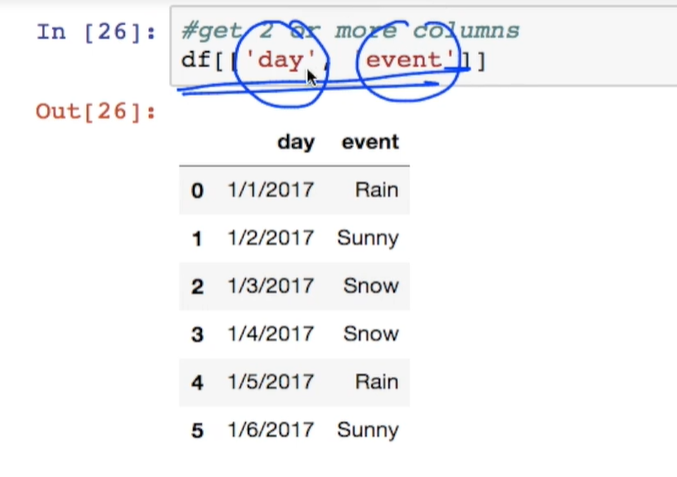 In [26]: #get 2 or more columns
df[['day', 'event']]
Out[26]:
day event
0 1/1/2017 Rain
1 1/2/2017 Sunny
2 1/3/2017 Snow
3 1/4/2017 Snow
4 1/5/2017 Rain
5 1/6/2017 Sunny